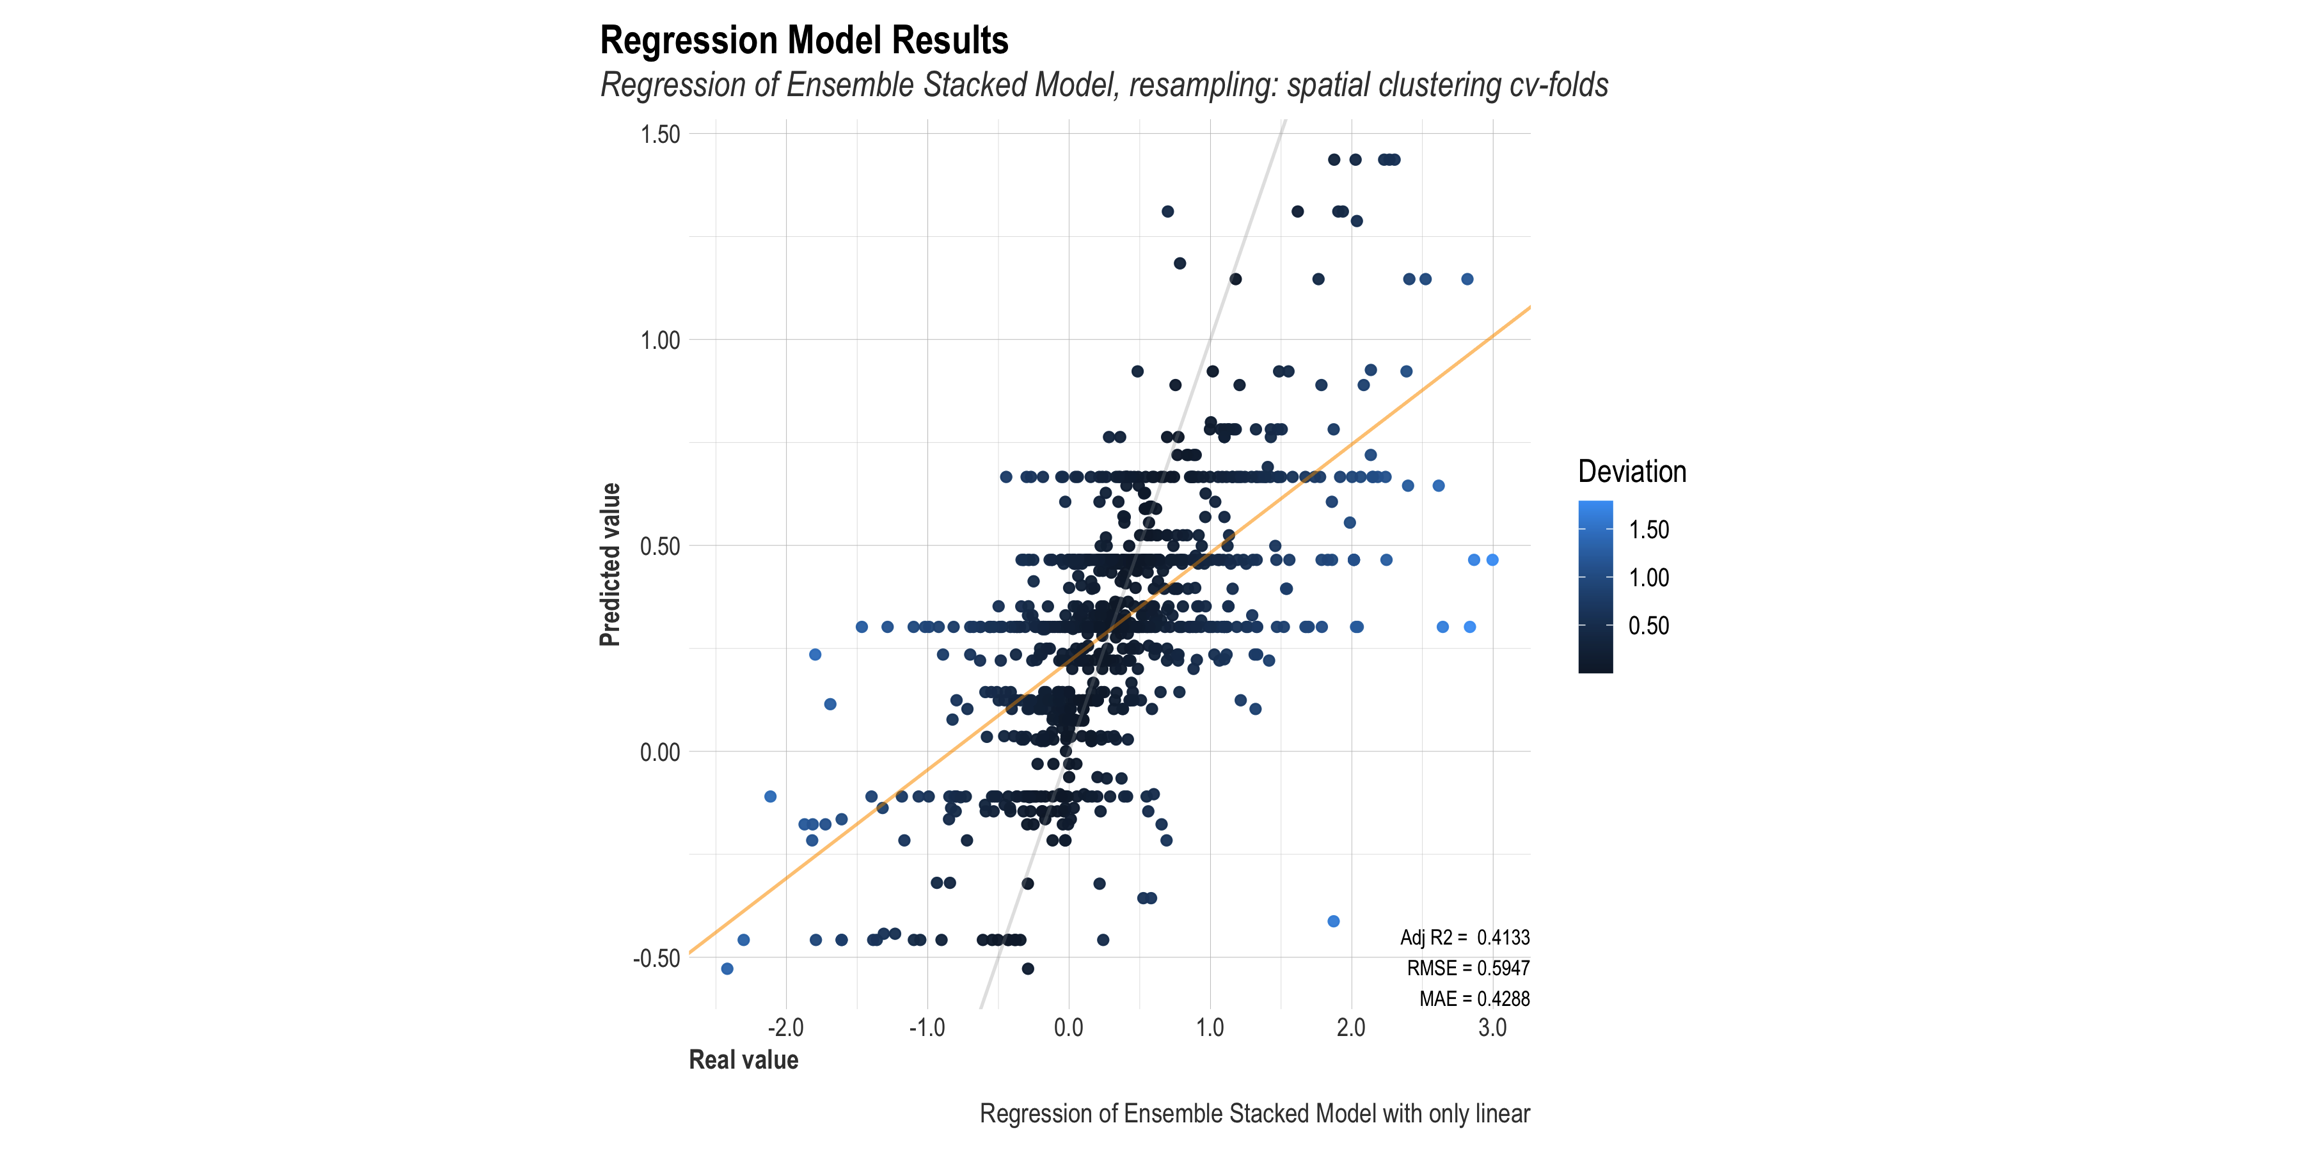 Regression Model Results
Regression of Ensemble Stacked Model, resampling: spatial clustering cv-folds
1.50
1.00
0.50
0.00
-0.50
Predicted value
-2.0
-1.0
0.0
1.0
2.0
3.0
Real value
Adj R2 = 0.4133
RMSE = 0.5947
MAE = 0.4288
Deviation
1.50
1.00
0.50
Regression of Ensemble Stacked Model with only linear